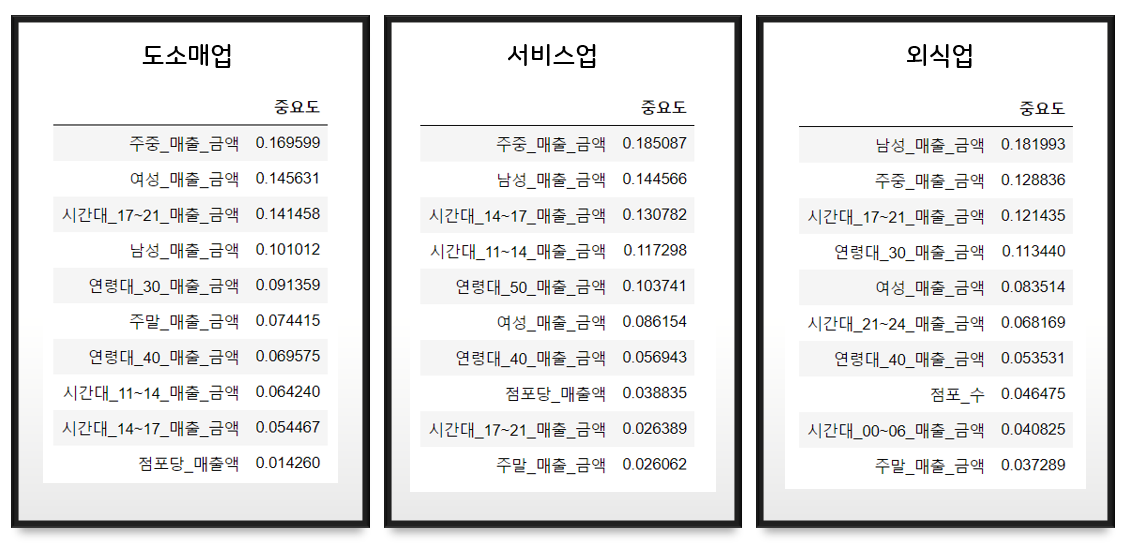 도소매업
중요도
주중_매출_금액 0.169599
여성_매출_금액 0.145631
시간대_17~21_매출_금액 0.141458
남성_매출_금액 0.101012
연령대_30_매출_금액 0.091359
주말_매출_금액 0.074415
연령대_40_매출_금액 0.069575
시간대_11~14_매출_금액 0.064240
시간대_14~17_매출_금액 0.054467
점포당_매출액 0.014260
서비스업
중요도
주중_매출_금액 0.185087
남성_매출_금액 0.144566
시간대_14~17_매출_금액 0.130782
시간대_11~14_매출_금액 0.117298
연령대_50_매출_금액 0.103741
여성_매출_금액 0.086154
연령대_40_매출_금액 0.056943
점포당_매출액 0.038835
시간대_17~21_매출_금액 0.026389
주말_매출_금액 0.026062
외식업
중요도
남성_매출_금액 0.181993
주중_매출_금액 0.128836
시간대_17~21_매출_금액 0.121435
연령대_30_매출_금액 0.113440
여성_매출_금액 0.083514
시간대_21~24_매출_금액 0.068169
연령대_40_매출_금액 0.053531
점포_수 0.046475
시간대_00~06_매출_금액 0.040825
주말_매출_금액 0.037289